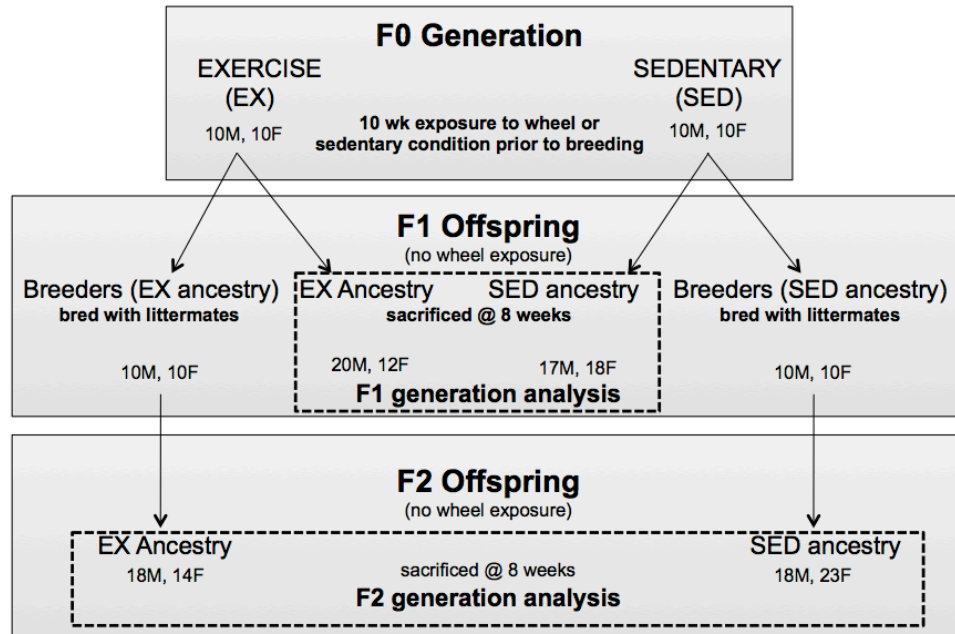 F0 Generation
EXERCISE
(EX)
10M, 10F
10 wk exposure to wheel or
sedentary condition prior to breeding
SEDENTARY
(SED)
10M, 10F
F1 Offspring
(no wheel exposure)
Breeders (EX ancestry)
bred with littermates
10M, 10F
EX Ancestry
SED ancestry
sacrificed @ 8 weeks
20M, 12F
17M, 18F
F1 generation analysis
Breeders (SED ancestry)
bred with littermates
10M, 10F
F2 Offspring
(no wheel exposure)
EX Ancestry
18M, 14F
sacrificed @ 8 weeks
F2 generation analysis
SED ancestry
18M, 23F